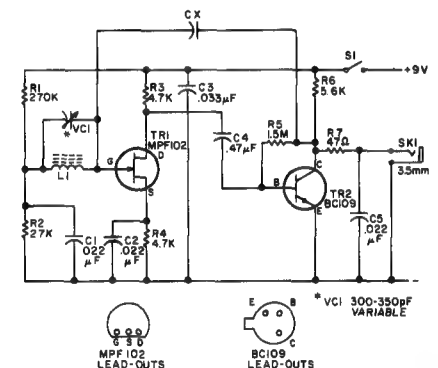 CX
S1
+9V
R1
270K
R3
4.7K
C3
.033µF
R6
5.6K
* VC1
D
TR1
MPF102
G
L1
S
C4
.47µF
R5
1.5M
R7
47Ω
SK1
3.5mm
C
B
TR2
BC109
E
R2
27K
C1
.022
µF
C2
.022
µF
R4
4.7K
C5
.022
µF
-
* VC1 300-350pF
VARIABLE
G S D
MPF 102
LEAD-OUTS
E B
C
BC109
LEAD-OUTS